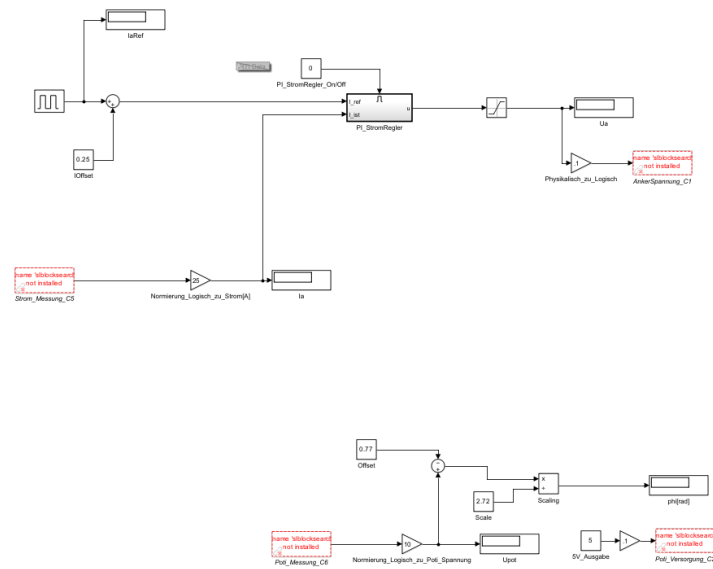 IaRef
0
PI_StromRegler_On/Off
I_ref
I_ist
u
PI_StromRegler
Ua
0.25
IOffset
.1
Physikalisch_zu_Logisch
name 'slblocksearch'
not installed
AnkerSpannung_C1
name 'slblocksearch'
not installed
Strom_Messung_C5
25
Normierung_Logisch_zu_Strom[A]
Ia
0.77
Offset
2.72
Scale
x
÷
Scaling
phi[rad]
name 'slblocksearch'
not installed
Poti_Messung_C6
10
Normierung_Logisch_zu_Poti_Spannung
Upot
5
5V_Ausgabe
.1
name 'slblocksearc
not installed
Poti_Versorgung_C2